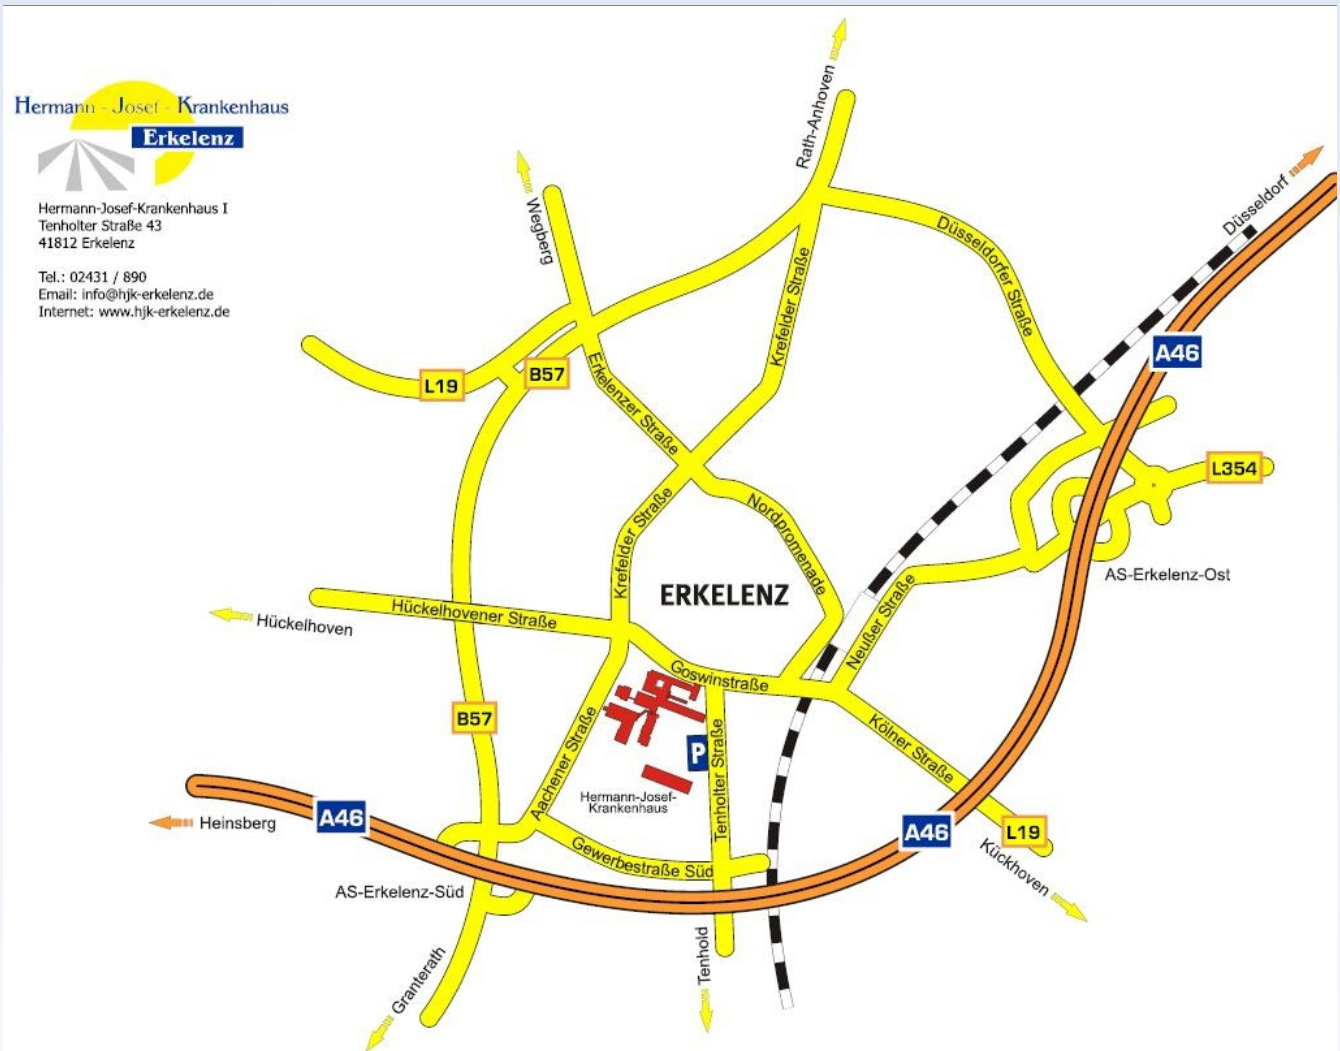 Hermann - Josef - Krankenhaus
Erkelenz
Hermann-Josef-Krankenhaus I
Tenholter Straße 43
41812 Erkelenz
Tel.: 02431 / 890
Email: info@hjk-erkelenz.de
Internet: www.hjk-erkelenz.de
Rath-Anhoven
Wegberg
Düsseldorf
Düsseldorfer Straße
Krefelder Straße
A46
L19
B57
Erkelenzer Straße
L354
Krefelder Straße
Nordpromenade
AS-Erkelenz-Ost
ERKELENZ
Neußer Straße
Hückelhovener Straße
Hückelhoven
Goswinstraße
B57
Aachener Straße
P
Tenholter Straße
Kölner Straße
Hermann-Josef-
Krankenhaus
Heinsberg
A46
A46
L19
Gewerbestraße Süd
Kückhoven
AS-Erkelenz-Süd
Granterath
Tenhold